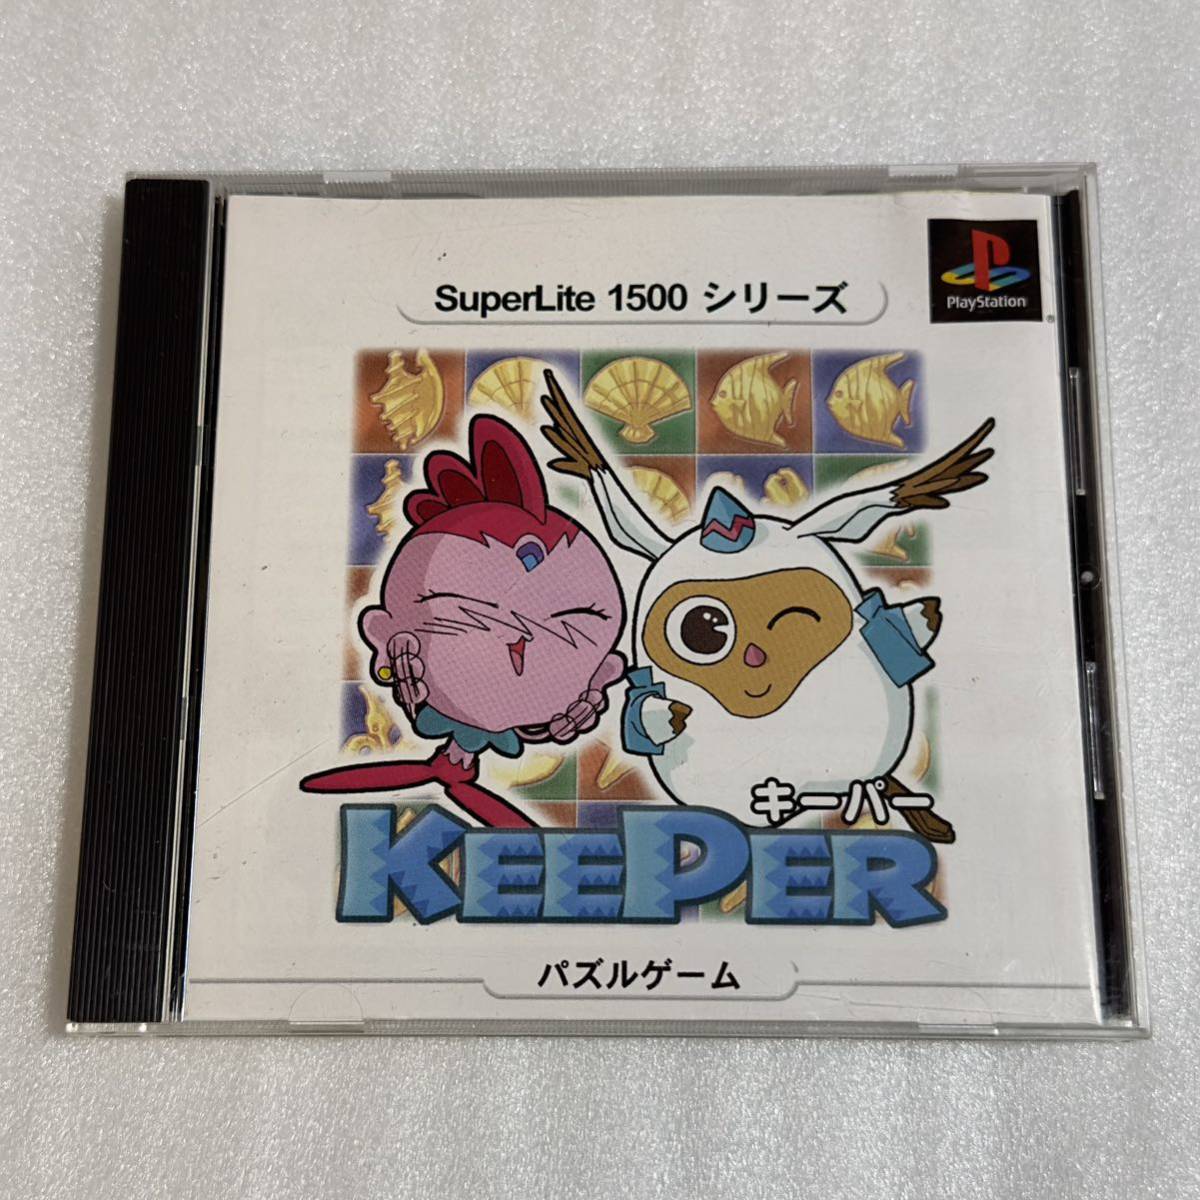 SuperLite 1500 シリーズ
PlayStation
®
キーパー
KEEPER
パズルゲーム